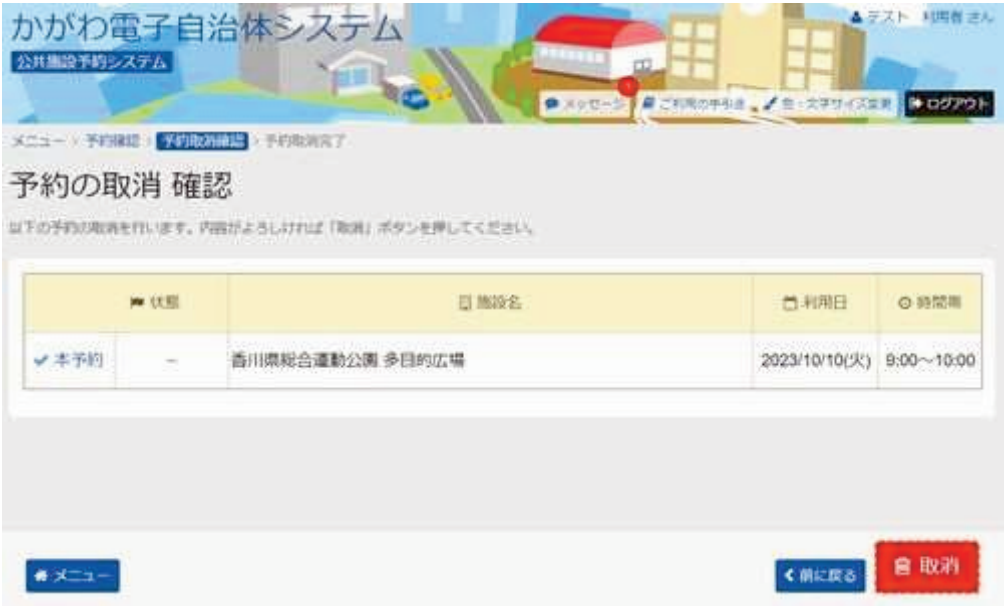 かがわ電子自治体システム
公共施設予約システム
テスト 利用者 さん
メッセージ 1 ご利用の手引き 色・文字サイズ変更 ログアウト
メニュー > 予約確認 > 予約取消確認 > 予約取消完了
予約の取消 確認
以下の予約の取消を行います。内容がよろしければ「取消」ボタンを押してください。
状態 施設名 利用日 時間帯
本予約 － 香川県総合運動公園 多目的広場 2023/10/10(火) 9:00～10:00
メニュー 前に戻る 取消